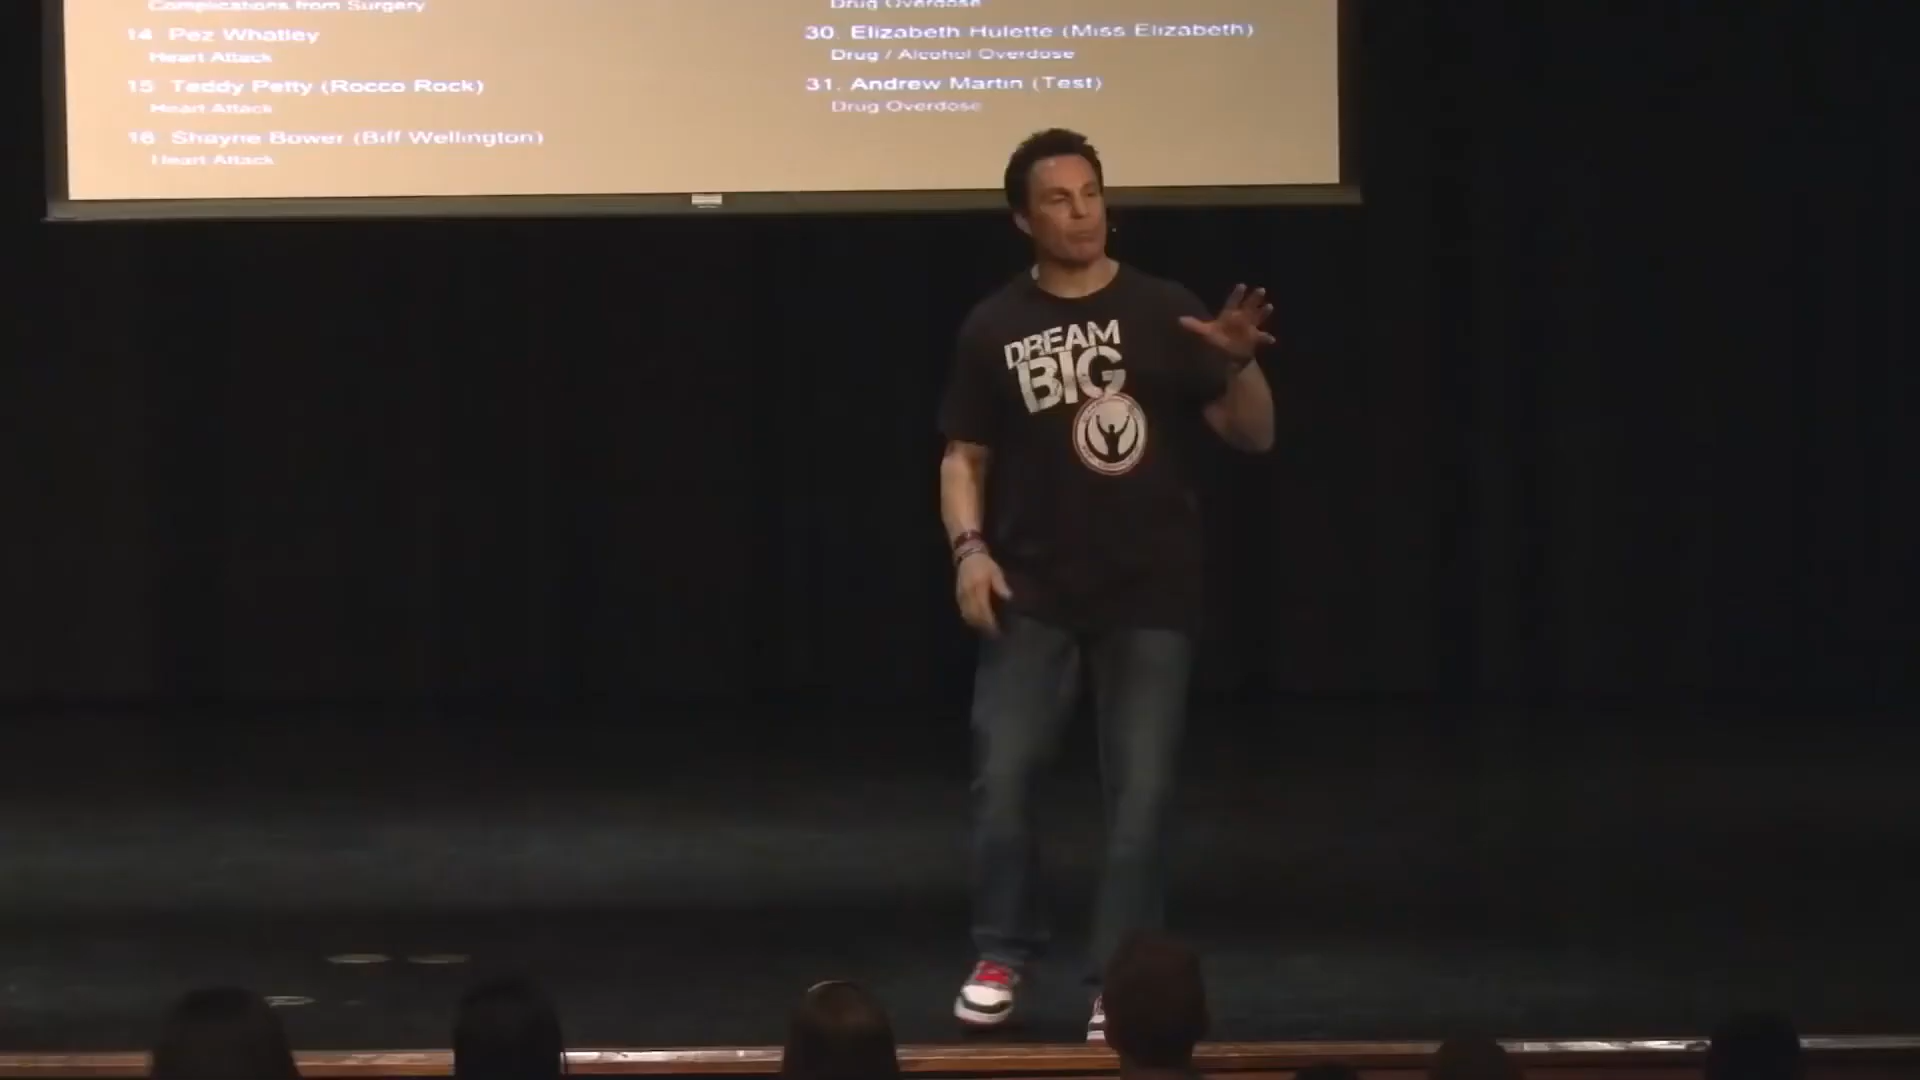 Complications from Surgery
14. Pez Whatley
Heart Attack
15. Teddy Petty (Rocco Rock)
Heart Attack
16. Shayne Bower (Biff Wellington)
Heart Attack
Drug Overdose
30. Elizabeth Hulette (Miss Elizabeth)
Drug / Alcohol Overdose
31. Andrew Martin (Test)
Drug Overdose
DREAM
BIG